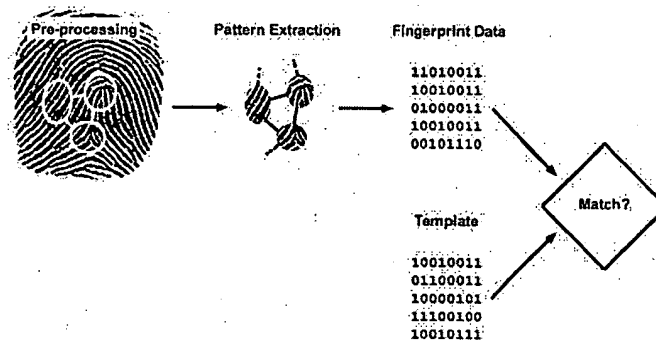 Pre-processing
Pattern Extraction
Fingerprint Data
11010011
10010011
01000011
10010011
00101110
Match?
Template
10010011
01100011
10000101
11100100
10010111